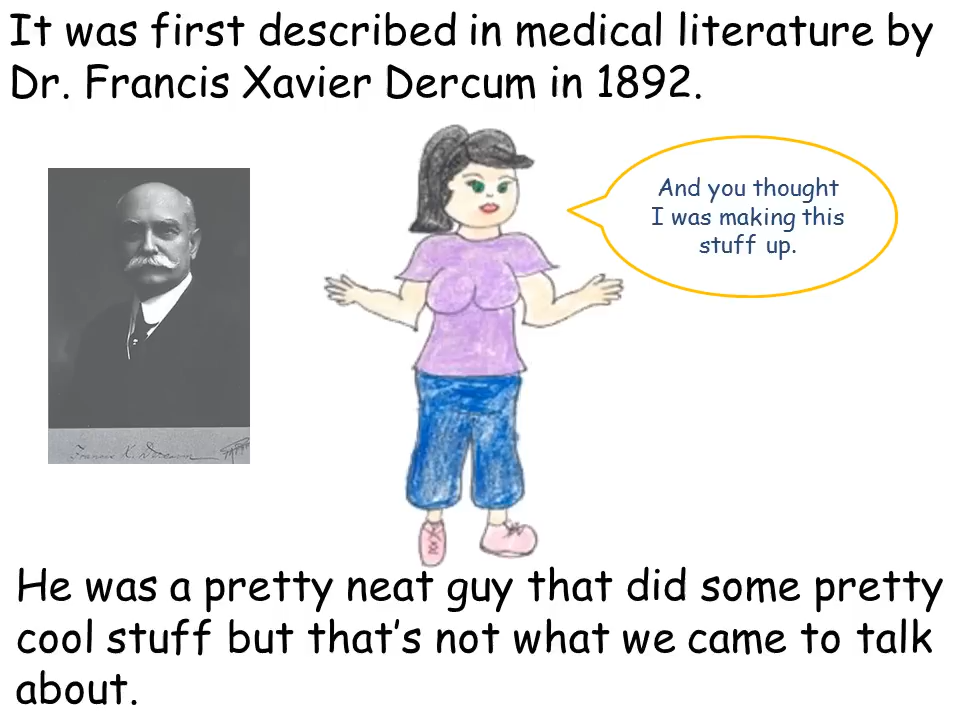 It was first described in medical literature by
Dr. Francis Xavier Dercum in 1892.
And you thought
I was making this
stuff up.
Francis X. Dercum
He was a pretty neat guy that did some pretty
cool stuff but that's not what we came to talk
about.